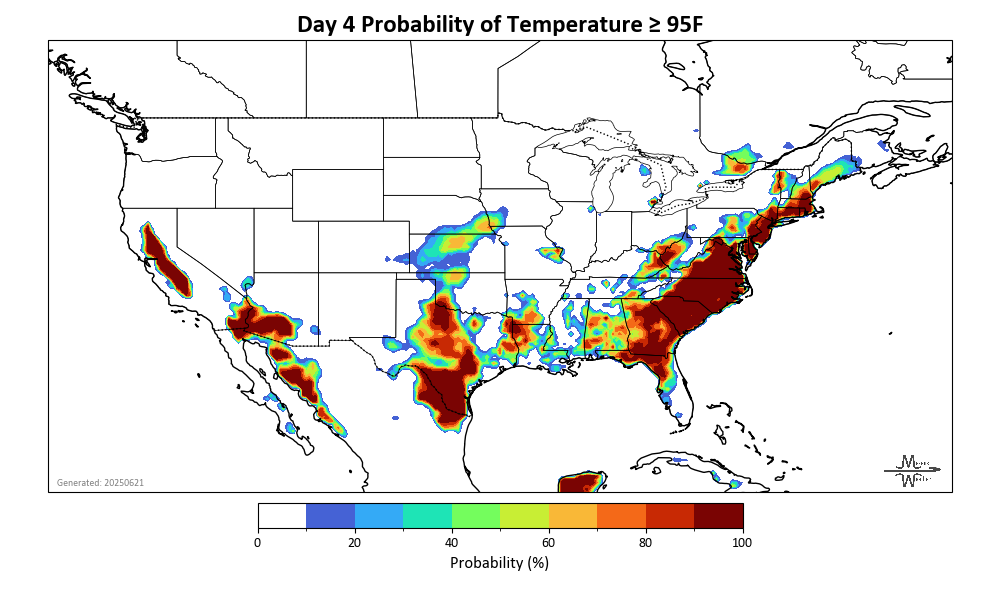 Day 4 Probability of Temperature ≥ 95F
Generated: 20250621
0 20 40 60 80 100
Probability (%)